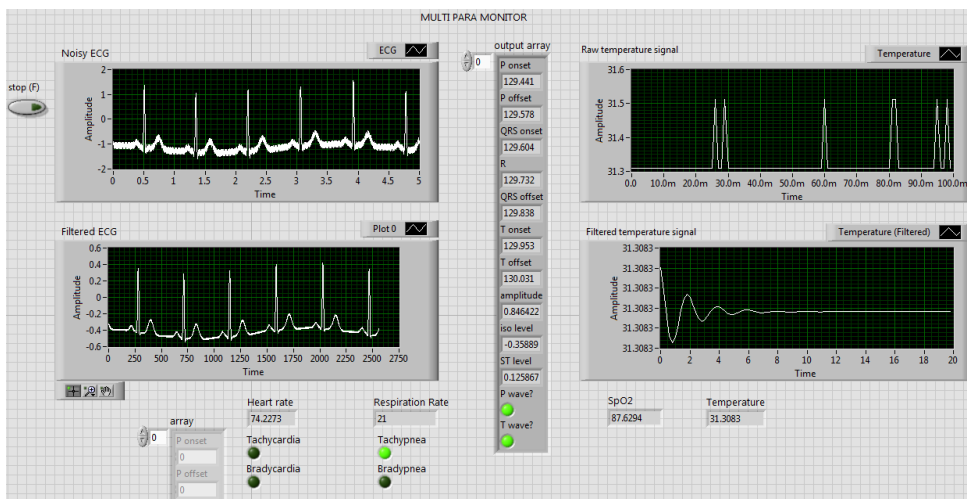 MULTI PARA MONITOR
stop (F)
Noisy ECG
ECG
Amplitude
2
1
0
-1
-2
0 0.5 1 1.5 2 2.5 3 3.5 4 4.5 5
Time
Filtered ECG
Plot 0
Amplitude
0.6
0.4
0.2
0
-0.2
-0.4
-0.6
0 250 500 750 1000 1250 1500 1750 2000 2250 2500 2750
Time
array
0
P onset
0
P offset
0
Heart rate
74.2273
Tachycardia
Bradycardia
Respiration Rate
21
Tachypnea
Bradypnea
output array
0
P onset
129.441
P offset
129.578
QRS onset
129.604
R
129.732
QRS offset
129.838
T onset
129.953
T offset
130.031
amplitude
0.846422
iso level
-0.35889
ST level
0.125867
P wave?
T wave?
Raw temperature signal
Temperature
Amplitude
31.6
31.5
31.4
31.3
0.0 10.0m 20.0m 30.0m 40.0m 50.0m 60.0m 70.0m 80.0m 90.0m 100.0m
Time
Filtered temperature signal
Temperature (Filtered)
Amplitude
31.3083
31.3083
31.3083
31.3083
31.3083
31.3083
0 2 4 6 8 10 12 14 16 18 20
Time
SpO2
87.6294
Temperature
31.3083